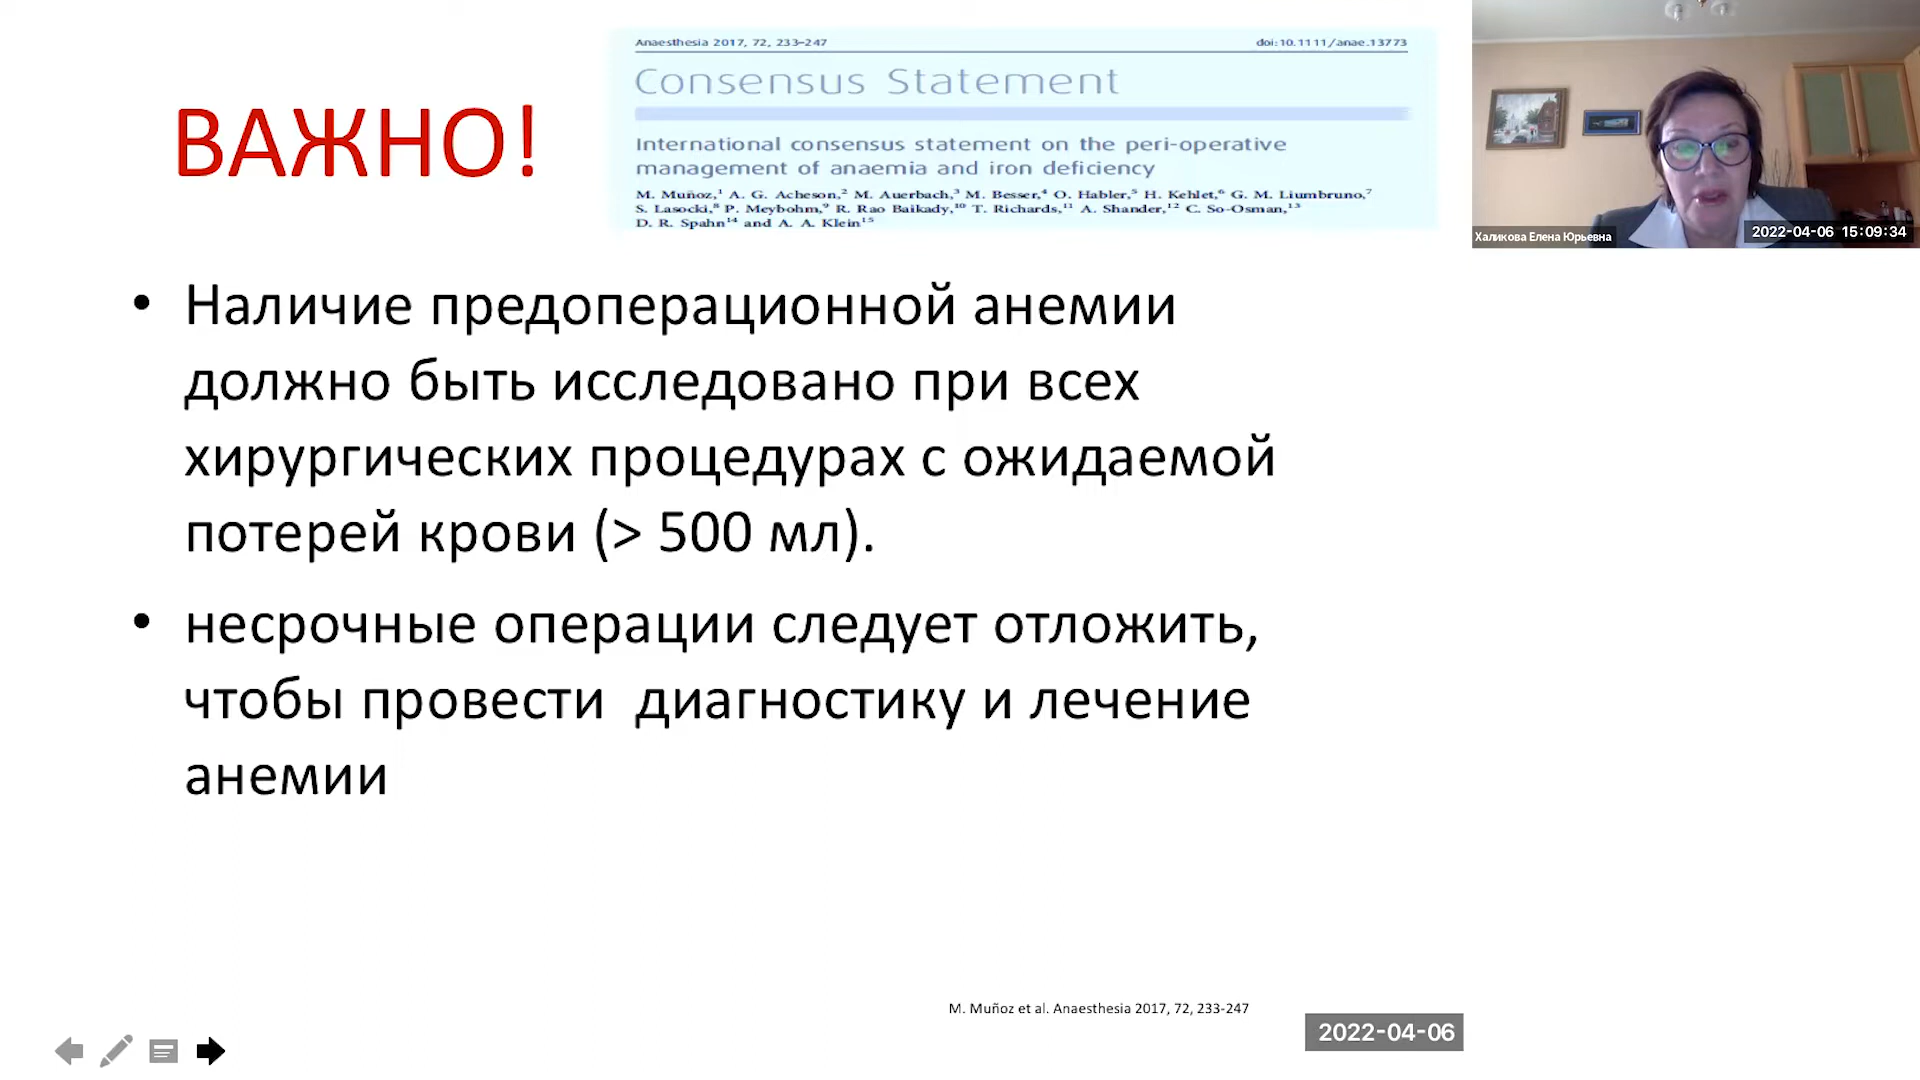 Anaesthesia 2017, 72, 233–247
doi:10.1111/anae.13773
Consensus Statement
ВАЖНО!
International consensus statement on the peri-operative
management of anaemia and iron deficiency
M. Muñoz,¹ A. G. Acheson,² M. Auerbach,³ M. Besser,⁴ O. Habler,⁵ H. Kehlet,⁶ G. M. Liumbruno,⁷
S. Lasocki,⁸ P. Meybohm,⁹ R. Rao Baikady,¹⁰ T. Richards,¹¹ A. Shander,¹² C. So-Osman,¹³
D. R. Spahn¹⁴ and A. A. Klein¹⁵
Халикова Елена Юрьевна
2022-04-06 15:09:34
• Наличие предоперационной анемии
должно быть исследовано при всех
хирургических процедурах с ожидаемой
потерей крови (> 500 мл).
• несрочные операции следует отложить,
чтобы провести  диагностику и лечение
анемии
M. Muñoz et al. Anaesthesia 2017, 72, 233-247
2022-04-06